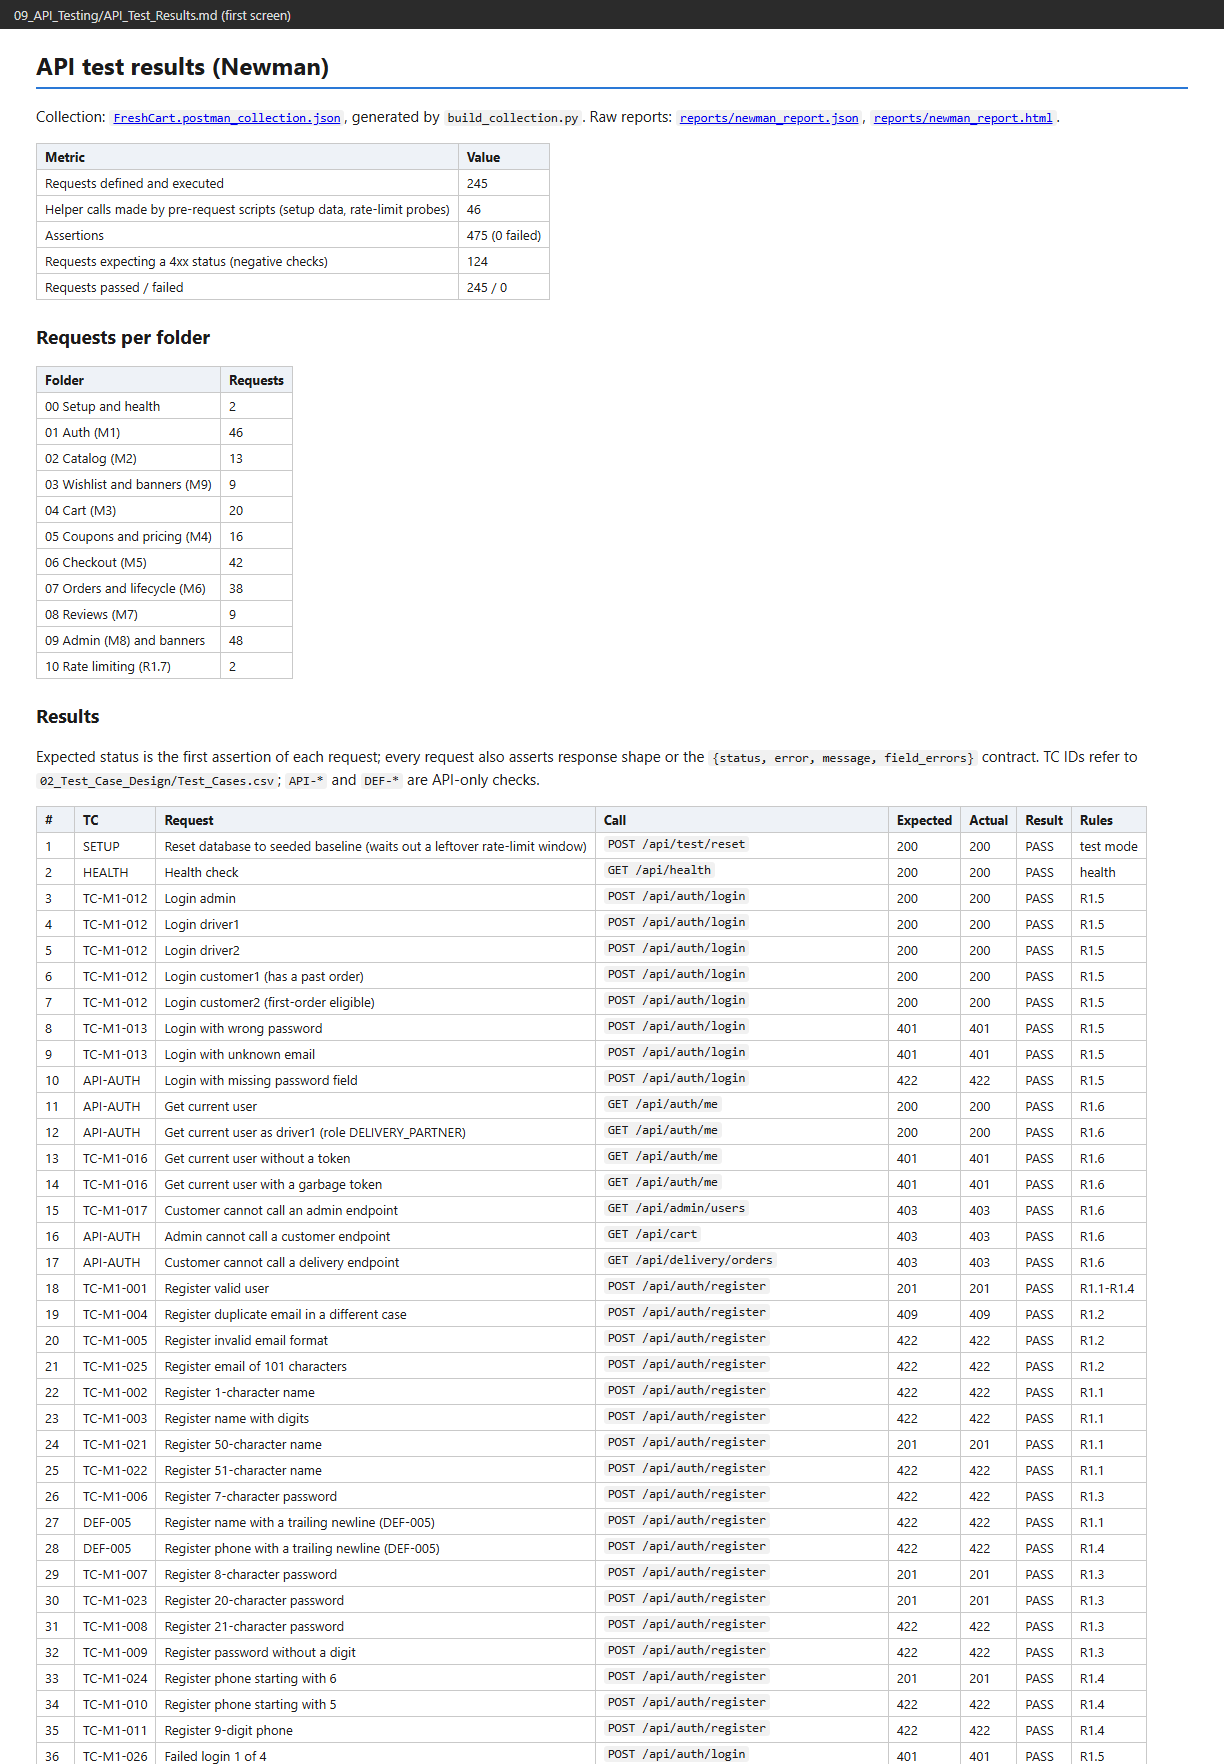 09_API_Testing/API_Test_Results.md (first screen)
API test results (Newman)
Collection: FreshCart.postman_collection.json, generated by build_collection.py. Raw reports: reports/newman_report.json, reports/newman_report.html.
Metric Value
Requests defined and executed 245
Helper calls made by pre-request scripts (setup data, rate-limit probes) 46
Assertions 475 (0 failed)
Requests expecting a 4xx status (negative checks) 124
Requests passed / failed 245 / 0
Requests per folder
Folder Requests
00 Setup and health 2
01 Auth (M1) 46
02 Catalog (M2) 13
03 Wishlist and banners (M9) 9
04 Cart (M3) 20
05 Coupons and pricing (M4) 16
06 Checkout (M5) 42
07 Orders and lifecycle (M6) 38
08 Reviews (M7) 9
09 Admin (M8) and banners 48
10 Rate limiting (R1.7) 2
Results
Expected status is the first assertion of each request; every request also asserts response shape or the {status, error, message, field_errors} contract. TC IDs refer to
02_Test_Case_Design/Test_Cases.csv; API-* and DEF-* are API-only checks.
# TC Request Call Expected Actual Result Rules
1 SETUP Reset database to seeded baseline (waits out a leftover rate-limit window) POST /api/test/reset 200 200 PASS test mode
2 HEALTH Health check GET /api/health 200 200 PASS health
3 TC-M1-012 Login admin POST /api/auth/login 200 200 PASS R1.5
4 TC-M1-012 Login driver1 POST /api/auth/login 200 200 PASS R1.5
5 TC-M1-012 Login driver2 POST /api/auth/login 200 200 PASS R1.5
6 TC-M1-012 Login customer1 (has a past order) POST /api/auth/login 200 200 PASS R1.5
7 TC-M1-012 Login customer2 (first-order eligible) POST /api/auth/login 200 200 PASS R1.5
8 TC-M1-013 Login with wrong password POST /api/auth/login 401 401 PASS R1.5
9 TC-M1-013 Login with unknown email POST /api/auth/login 401 401 PASS R1.5
10 API-AUTH Login with missing password field POST /api/auth/login 422 422 PASS R1.5
11 API-AUTH Get current user GET /api/auth/me 200 200 PASS R1.6
12 API-AUTH Get current user as driver1 (role DELIVERY_PARTNER) GET /api/auth/me 200 200 PASS R1.6
13 TC-M1-016 Get current user without a token GET /api/auth/me 401 401 PASS R1.6
14 TC-M1-016 Get current user with a garbage token GET /api/auth/me 401 401 PASS R1.6
15 TC-M1-017 Customer cannot call an admin endpoint GET /api/admin/users 403 403 PASS R1.6
16 API-AUTH Admin cannot call a customer endpoint GET /api/cart 403 403 PASS R1.6
17 API-AUTH Customer cannot call a delivery endpoint GET /api/delivery/orders 403 403 PASS R1.6
18 TC-M1-001 Register valid user POST /api/auth/register 201 201 PASS R1.1-R1.4
19 TC-M1-004 Register duplicate email in a different case POST /api/auth/register 409 409 PASS R1.2
20 TC-M1-005 Register invalid email format POST /api/auth/register 422 422 PASS R1.2
21 TC-M1-025 Register email of 101 characters POST /api/auth/register 422 422 PASS R1.2
22 TC-M1-002 Register 1-character name POST /api/auth/register 422 422 PASS R1.1
23 TC-M1-003 Register name with digits POST /api/auth/register 422 422 PASS R1.1
24 TC-M1-021 Register 50-character name POST /api/auth/register 201 201 PASS R1.1
25 TC-M1-022 Register 51-character name POST /api/auth/register 422 422 PASS R1.1
26 TC-M1-006 Register 7-character password POST /api/auth/register 422 422 PASS R1.3
27 DEF-005 Register name with a trailing newline (DEF-005) POST /api/auth/register 422 422 PASS R1.1
28 DEF-005 Register phone with a trailing newline (DEF-005) POST /api/auth/register 422 422 PASS R1.4
29 TC-M1-007 Register 8-character password POST /api/auth/register 201 201 PASS R1.3
30 TC-M1-023 Register 20-character password POST /api/auth/register 201 201 PASS R1.3
31 TC-M1-008 Register 21-character password POST /api/auth/register 422 422 PASS R1.3
32 TC-M1-009 Register password without a digit POST /api/auth/register 422 422 PASS R1.3
33 TC-M1-024 Register phone starting with 6 POST /api/auth/register 201 201 PASS R1.4
34 TC-M1-010 Register phone starting with 5 POST /api/auth/register 422 422 PASS R1.4
35 TC-M1-011 Register 9-digit phone POST /api/auth/register 422 422 PASS R1.4
36 TC-M1-026 Failed login 1 of 4 POST /api/auth/login 401 401 PASS R1.5